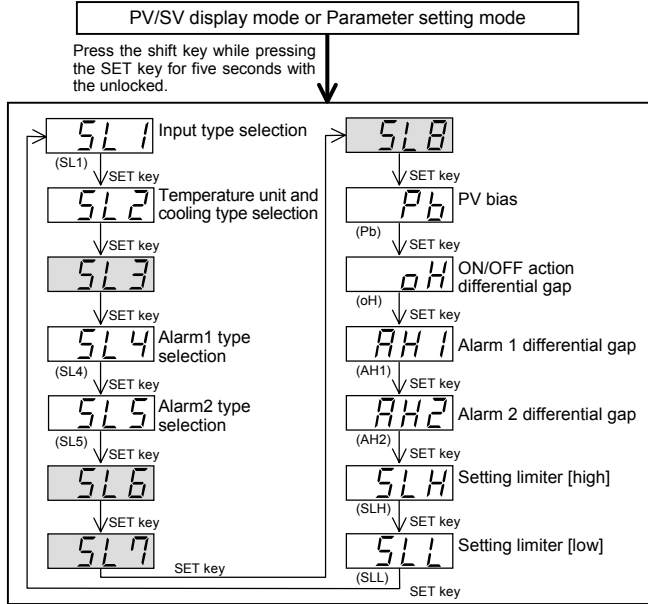 PV/SV display mode or Parameter setting mode
Press the shift key while pressing
the SET key for five seconds with
the unlocked.
SL1
Input type selection
(SL1)
SET key
SL2
Temperature unit and
cooling type selection
SET key
SL3
SET key
SL4
Alarm1 type
selection
(SL4)
SET key
SL5
Alarm2 type
selection
(SL5)
SET key
SL6
SET key
SL7
SET key
SL8
SET key
Pb
PV bias
(Pb)
SET key
oH
ON/OFF action
differential gap
(oH)
SET key
AH1
Alarm 1 differential gap
(AH1)
SET key
AH2
Alarm 2 differential gap
(AH2)
SET key
SLH
Setting limiter [high]
(SLH)
SET key
SLL
Setting limiter [low]
(SLL)
SET key